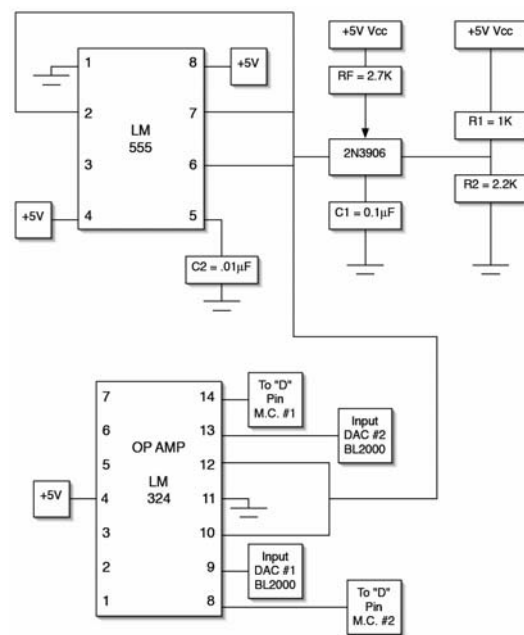 +5V Vcc
+5V Vcc
1
8
+5V
RF = 2.7K
2
7
LM
555
R1 = 1K
3
6
2N3906
R2 = 2.2K
+5V
4
5
C1 = 0.1µF
C2 = .01µF
7
14
To "D"
Pin
M.C. #1
6
13
Input
DAC #2
BL2000
OP AMP
5
12
LM
324
+5V
4
11
3
10
Input
DAC #1
BL2000
2
9
1
8
To "D"
Pin
M.C. #2